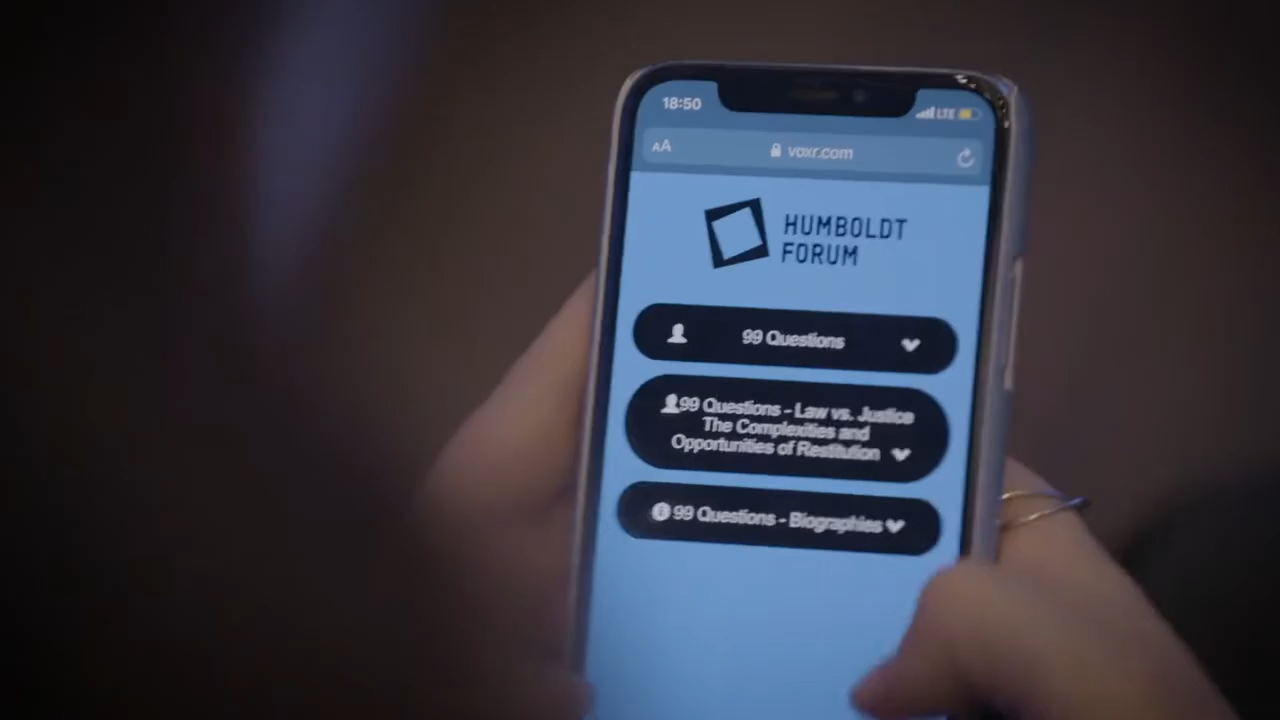 18:50
LTE
AA
voxr.com
HUMBOLDT
FORUM
99 Questions
99 Questions - Law vs. Justice
The Complexities and
Opportunities of Restitution
99 Questions - Biographies